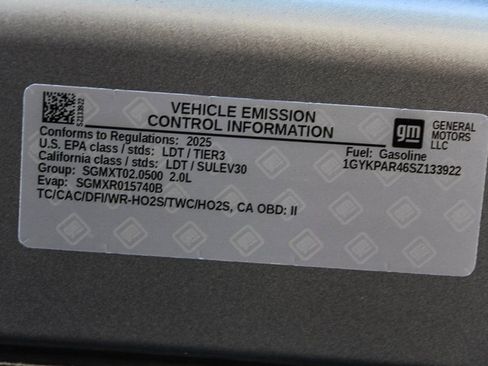 VEHICLE EMISSION
CONTROL INFORMATION
SZ133922
gm
GENERAL
MOTORS
LLC
Conforms to Regulations: 2025
U.S. EPA class / stds: LDT / TIER3
California class / stds: LDT / SULEV30
Group: SGMXT02.0500 2.0L
Evap: SGMXR015740B
TC/CAC/DFI/WR-HO2S/TWC/HO2S, CA OBD: II
Fuel: Gasoline
1GYKPAR46SZ133922